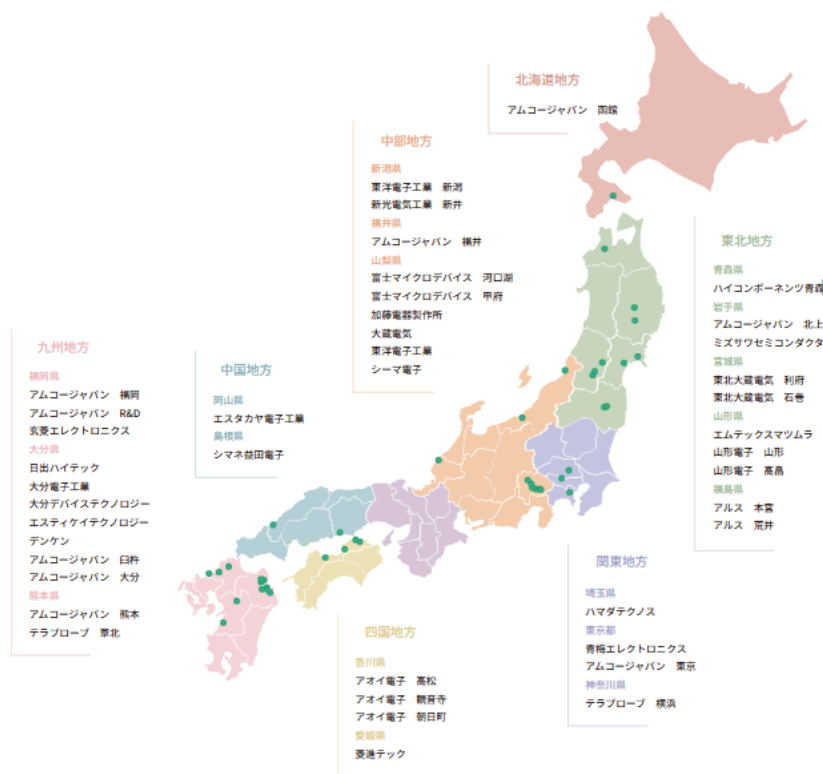 北海道地方
アムコージャパン　函館
中部地方
新潟県
東洋電子工業　新潟
新光電気工業　新井
福井県
アムコージャパン　福井
山梨県
富士マイクロデバイス　河口湖
富士マイクロデバイス　甲府
加藤電器製作所
大蔵電気
東洋電子工業
シーマ電子
東北地方
青森県
ハイコンポーネンツ青森
岩手県
アムコージャパン　北上
ミズサワセミコンダクタ
宮城県
東北大蔵電気　利府
東北大蔵電気　石巻
山形県
エムテックスマツムラ
山形電子　山形
山形電子　高畠
福島県
アルス　本宮
アルス　荒井
九州地方
福岡県
アムコージャパン　福岡
アムコージャパン　R&D
玄菱エレクトロニクス
大分県
日出ハイテック
大分電子工業
大分デバイステクノロジー
エスティケイテクノロジー
デンケン
アムコージャパン　臼杵
アムコージャパン　大分
熊本県
アムコージャパン　熊本
テラプローブ　葦北
中国地方
岡山県
エスタカヤ電子工業
島根県
シマネ益田電子
関東地方
埼玉県
ハマダテクノス
東京都
青梅エレクトロニクス
アムコージャパン　東京
神奈川県
テラプローブ　横浜
四国地方
香川県
アオイ電子　高松
アオイ電子　観音寺
アオイ電子　朝日町
愛媛県
菱進テック